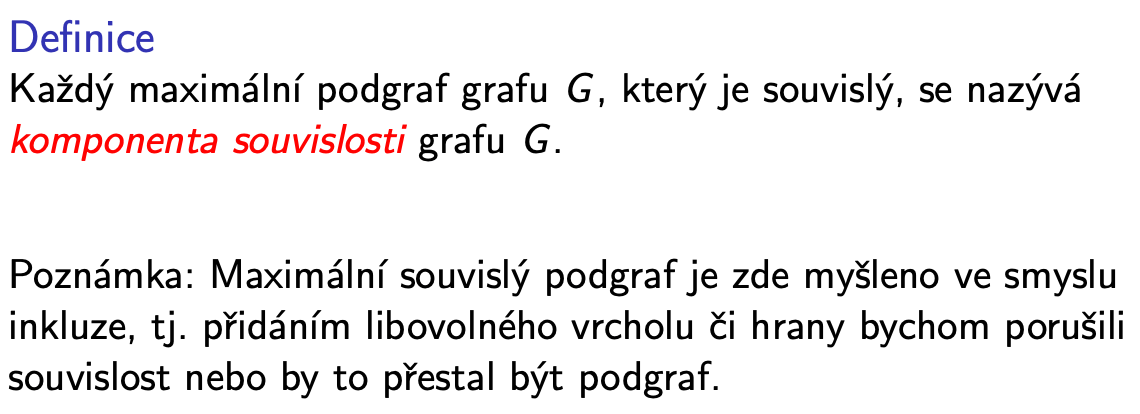 Definice
Každý maximální podgraf grafu G, který je souvislý, se nazývá
komponenta souvislosti grafu G.
Poznámka: Maximální souvislý podgraf je zde myšleno ve smyslu
inkluze, tj. přidáním libovolného vrcholu či hrany bychom porušili
souvislost nebo by to přestal být podgraf.